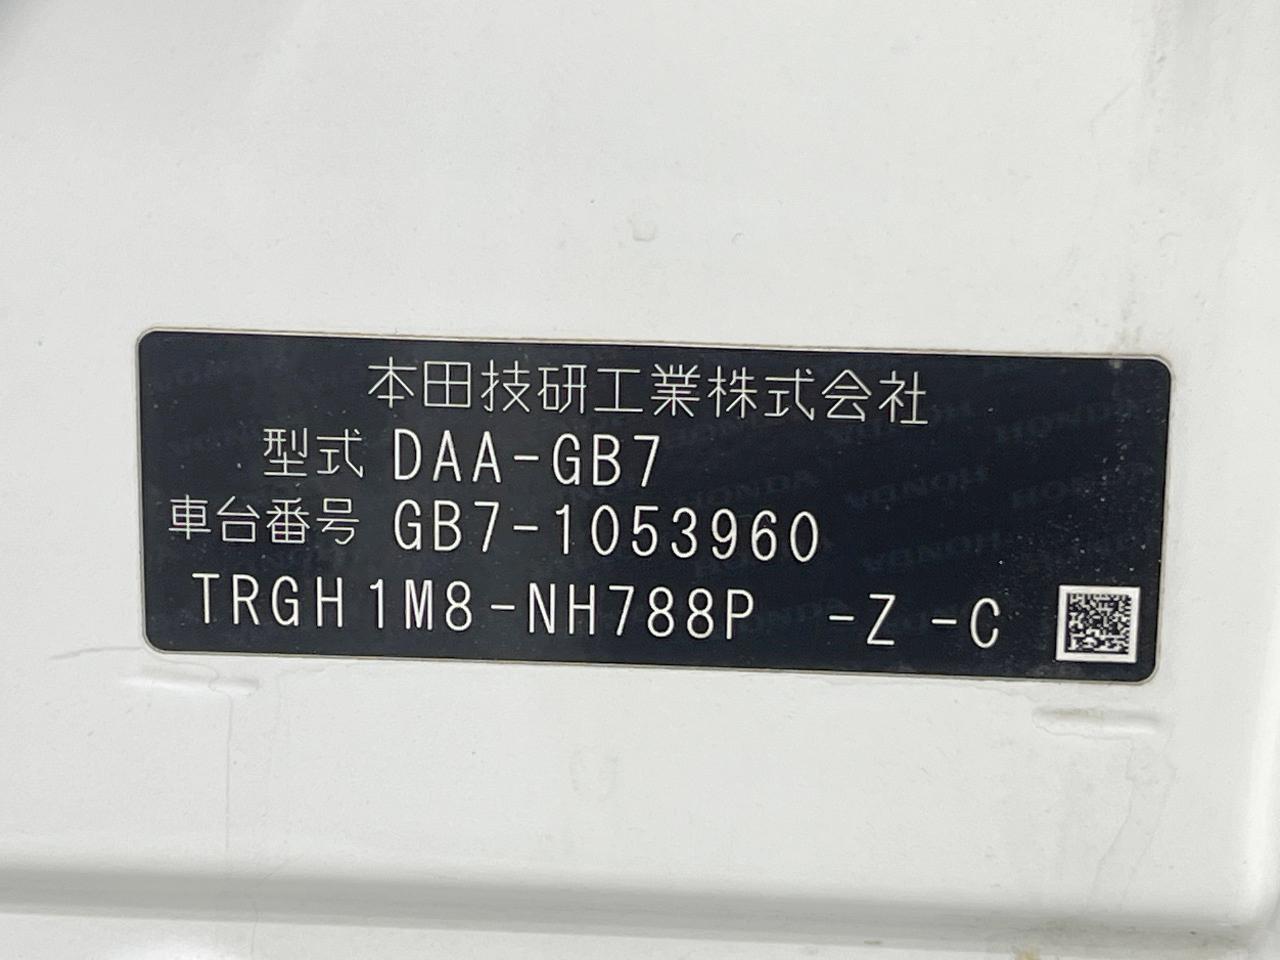 本田技研工業株式会社
型式 DAA-GB7
車台番号 GB7-1053960
TRGH1M8-NH788P -Z -C